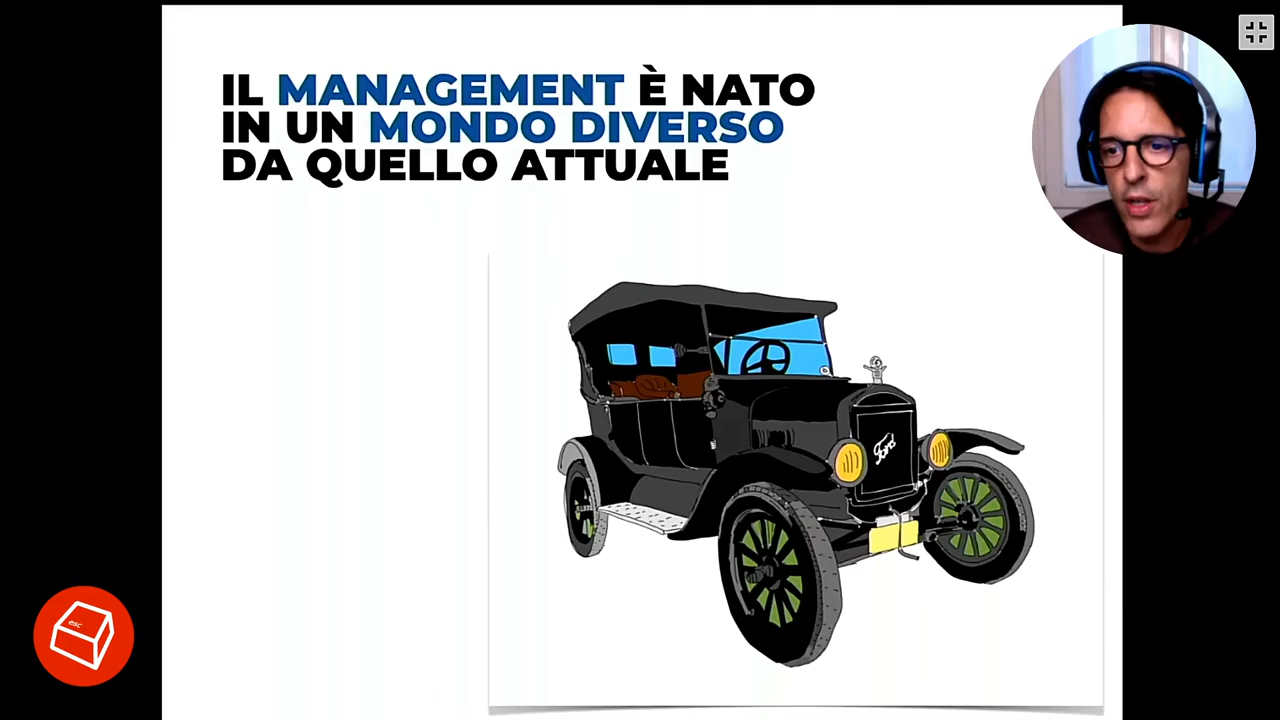 IL MANAGEMENT È NATO
IN UN MONDO DIVERSO
DA QUELLO ATTUALE
Ford
esc